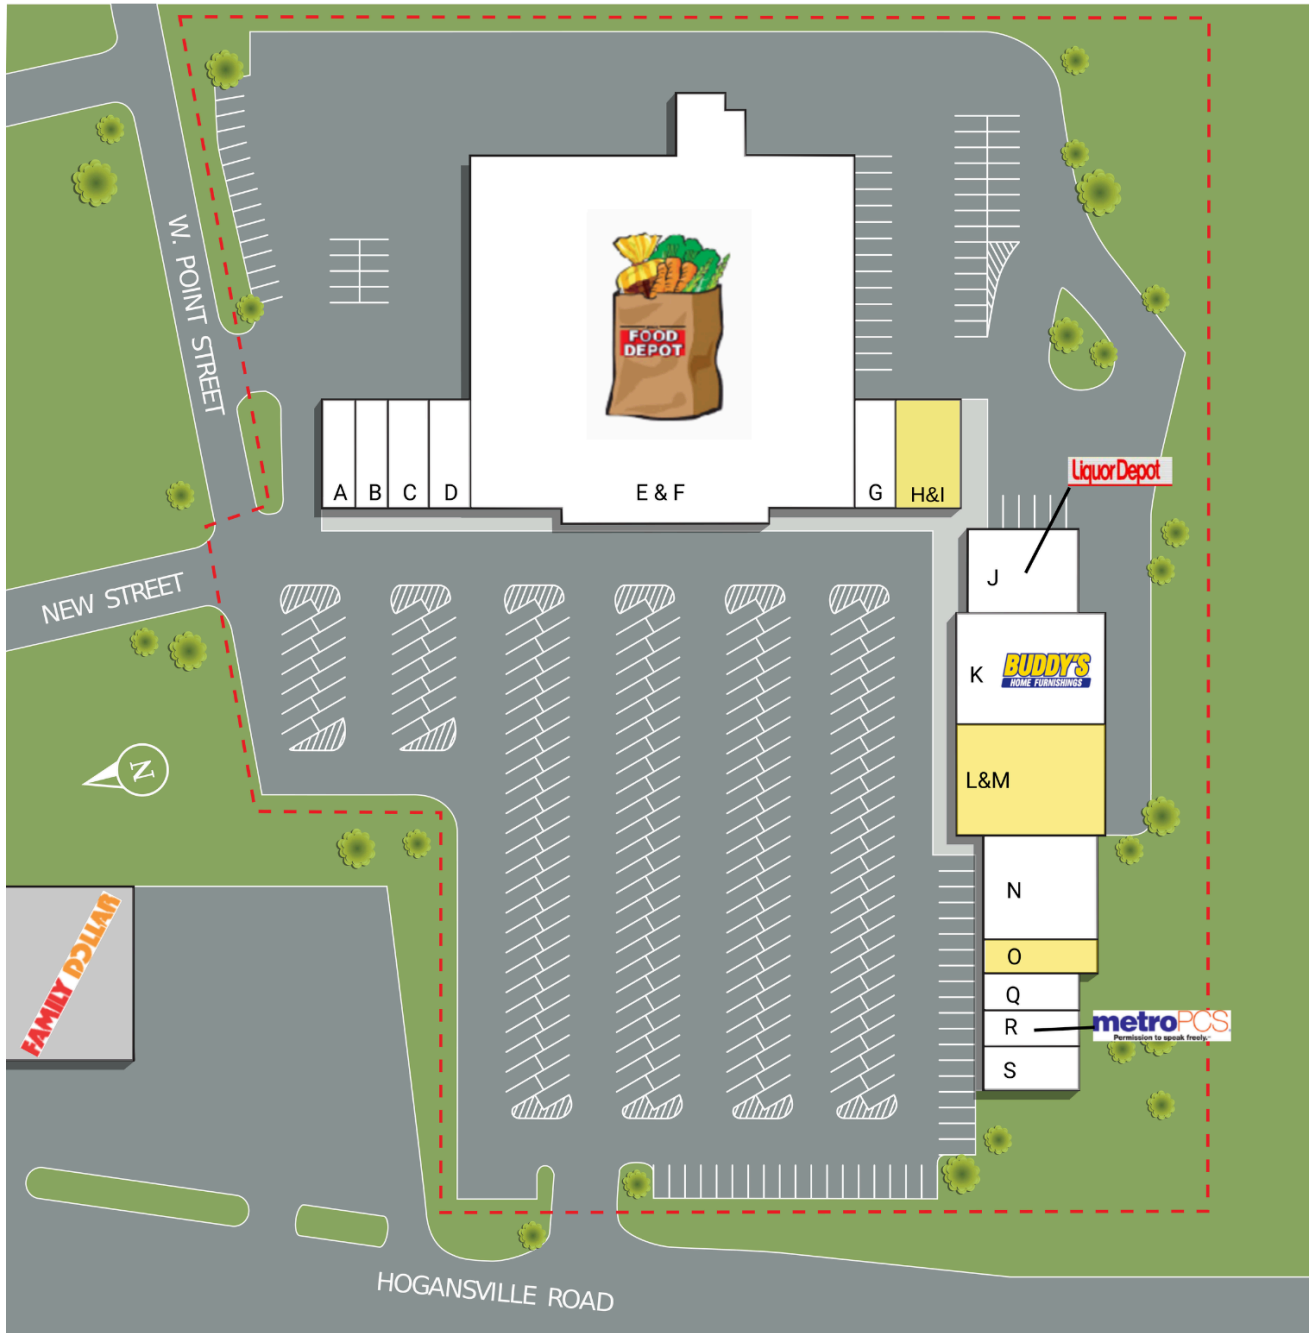 W. POINT STREET
FOOD
DEPOT
A
B
C
D
E & F
G
H&I
LiquorDepot
J
NEW STREET
K
BUDDY'S
HOME FURNISHINGS
N
L&M
N
FAMILY DOLLAR
O
Q
R
metroPCS.
Permission to speak freely.
S
HOGANSVILLE ROAD